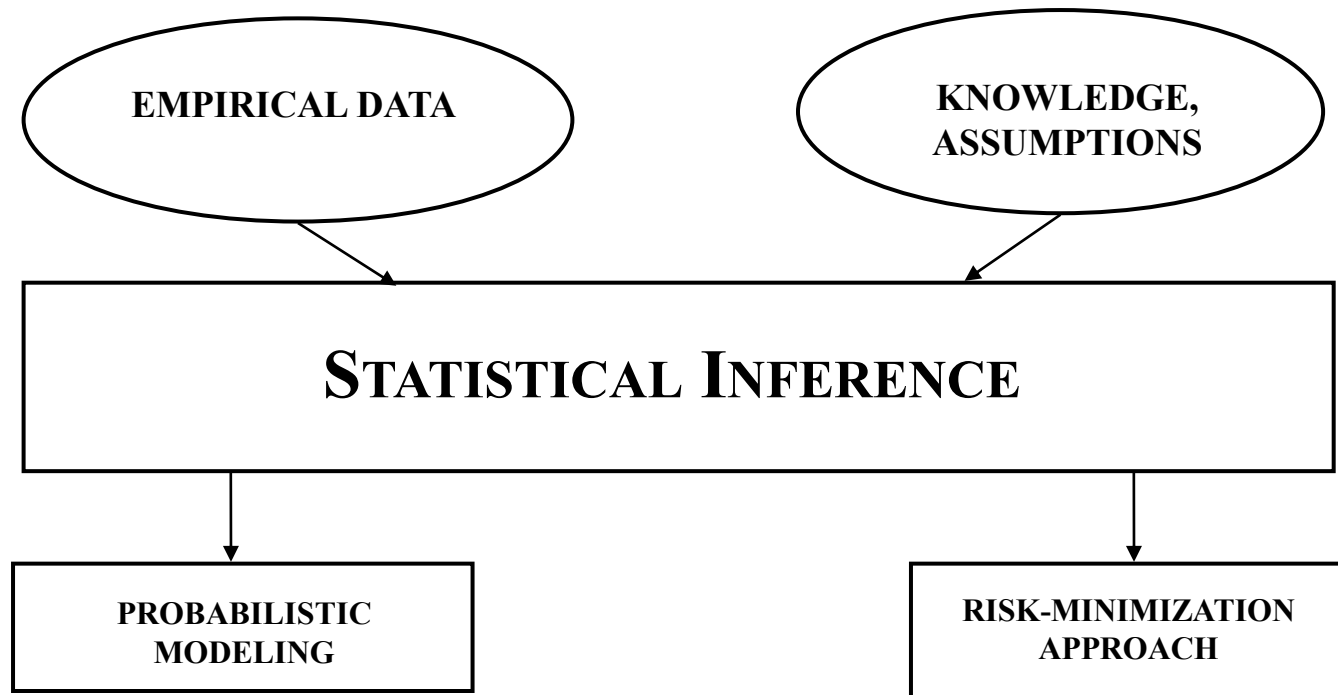 EMPIRICAL DATA
KNOWLEDGE,
ASSUMPTIONS
STATISTICAL INFERENCE
PROBABILISTIC
MODELING
RISK-MINIMIZATION
APPROACH